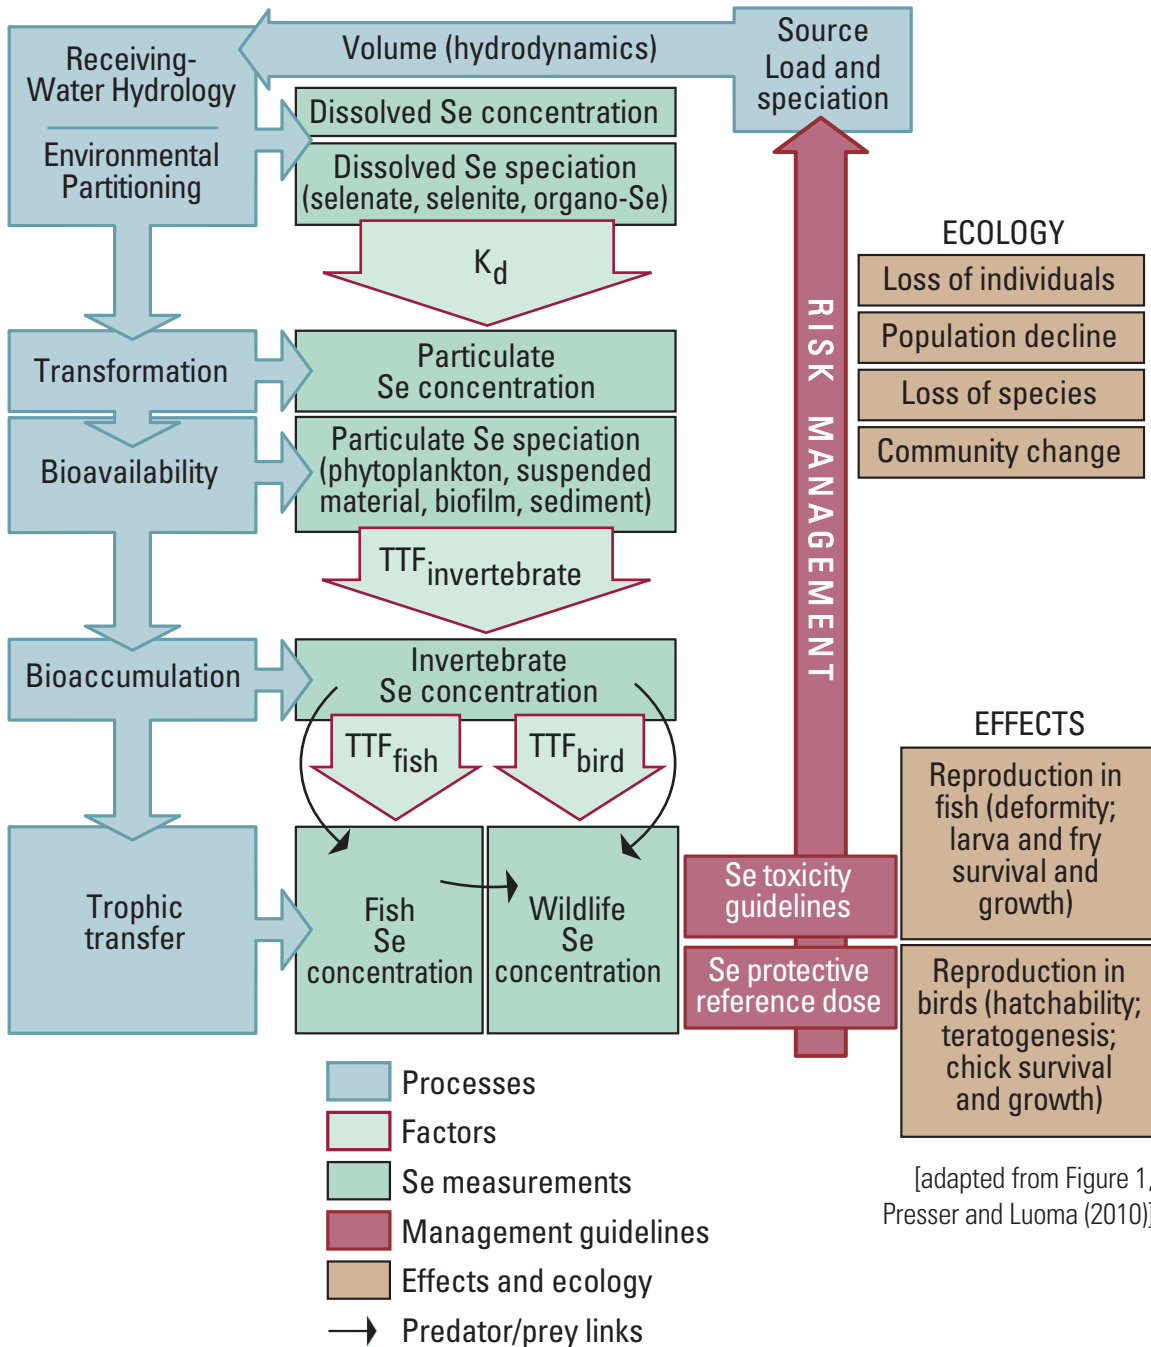 Receiving-
Water Hydrology
Environmental
Partitioning
Volume (hydrodynamics)
Source
Load and
speciation
Dissolved Se concentration
Dissolved Se speciation
(selenate, selenite, organo-Se)
Kd
Transformation
Particulate
Se concentration
Bioavailability
Particulate Se speciation
(phytoplankton, suspended
material, biofilm, sediment)
TTFinvertebrate
Bioaccumulation
Invertebrate
Se concentration
TTFfish
TTFbird
Trophic
transfer
Fish
Se
concentration
Wildlife
Se
concentration
RISK MANAGEMENT
Se toxicity
guidelines
Se protective
reference dose
ECOLOGY
Loss of individuals
Population decline
Loss of species
Community change
EFFECTS
Reproduction in
fish (deformity;
larva and fry
survival and
growth)
Reproduction in
birds (hatchability;
teratogenesis;
chick survival
and growth)
Processes
Factors
Se measurements
Management guidelines
Effects and ecology
Predator/prey links
[adapted from Figure 1,
Presser and Luoma (2010)]